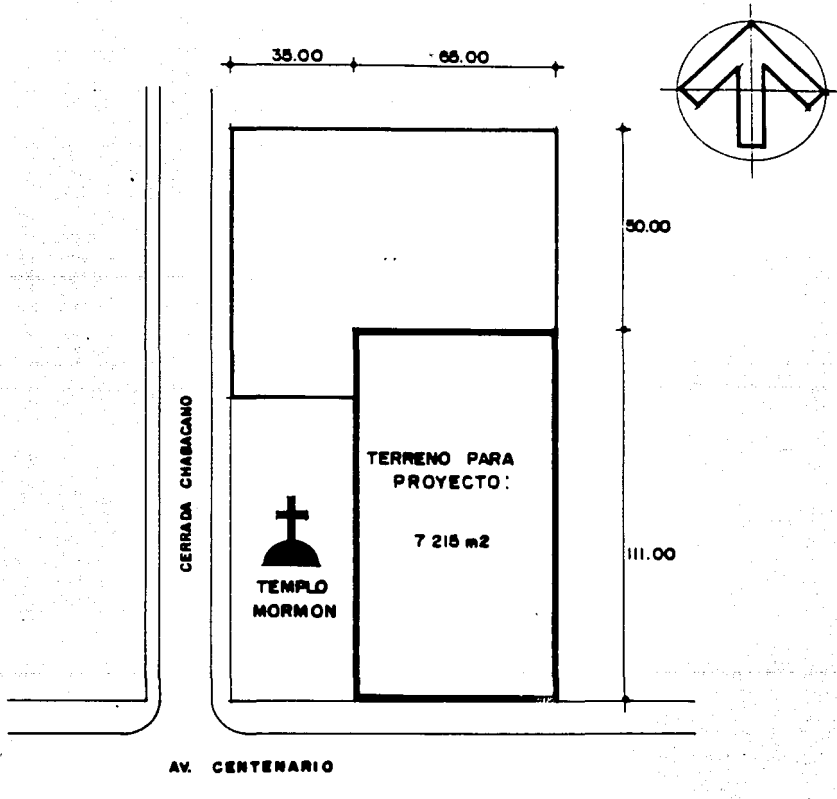 35.00
65.00
50.00
CERRADA CHABACANO
TERRENO PARA
PROYECTO:
7 215 m2
111.00
TEMPLO
MORMON
AV. CENTENARIO